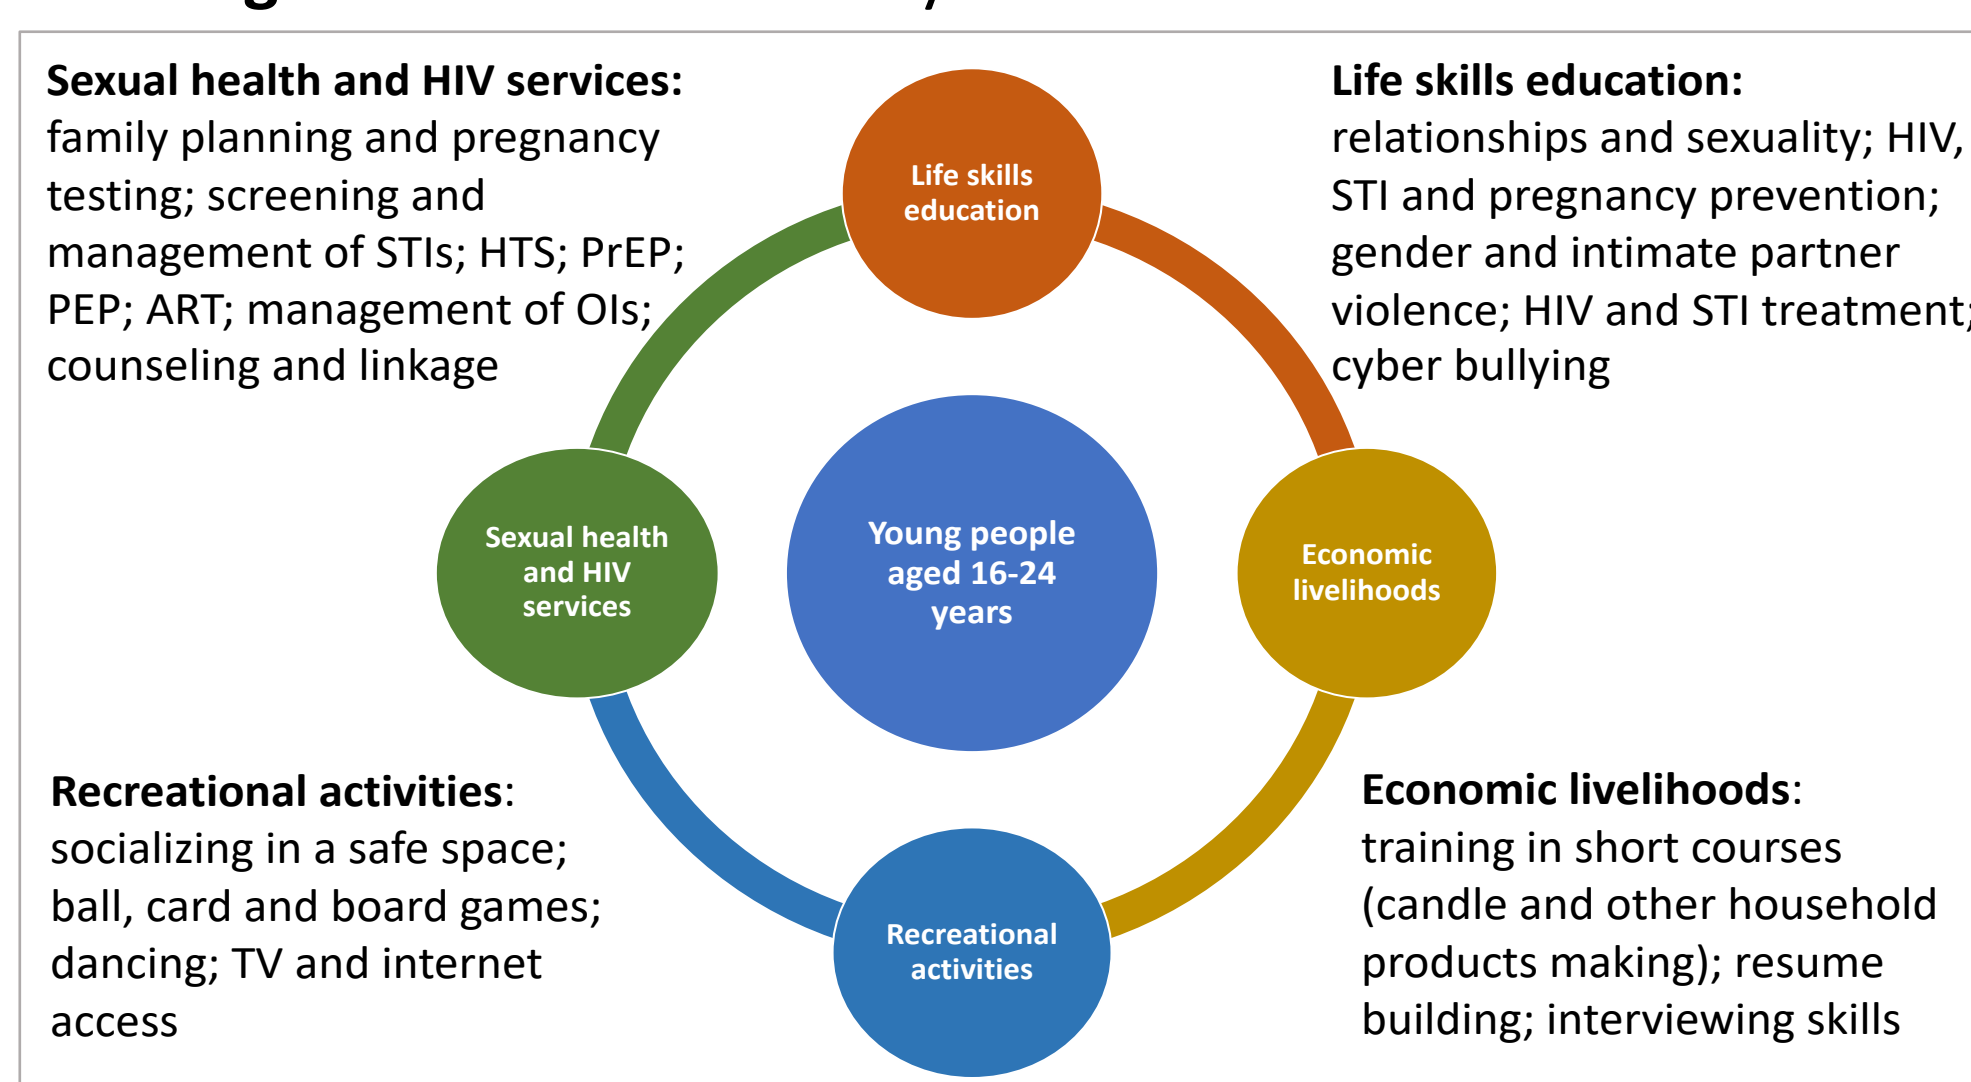 Sexual health and HIV services:
family planning and pregnancy
testing; screening and
management of STIs; HTS; PrEP;
PEP; ART; management of OIs;
counseling and linkage
Life skills education:
relationships and sexuality; HIV,
STI and pregnancy prevention;
gender and intimate partner
violence; HIV and STI treatment;
cyber bullying
Life skills
education
Sexual health
and HIV
services
Young people
aged 16-24
years
Economic
livelihoods
Recreational
activities
Recreational activities:
socializing in a safe space;
ball, card and board games;
dancing; TV and internet
access
Economic livelihoods:
training in short courses
(candle and other household
products making); resume
building; interviewing skills